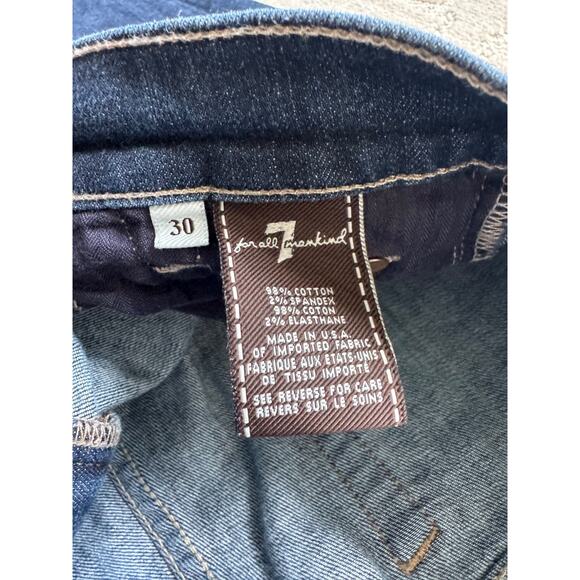 30
7
for all mankind
98% COTTON
2% SPANDEX
98% COTON
2% ELASTHANE
MADE IN U.S.A.
OF IMPORTED FABRIC
FABRIQUE AUX ETATS-UNIS
DE TISSU IMPORTÉ
SEE REVERSE FOR CARE
REVERS SUR LE SOINS